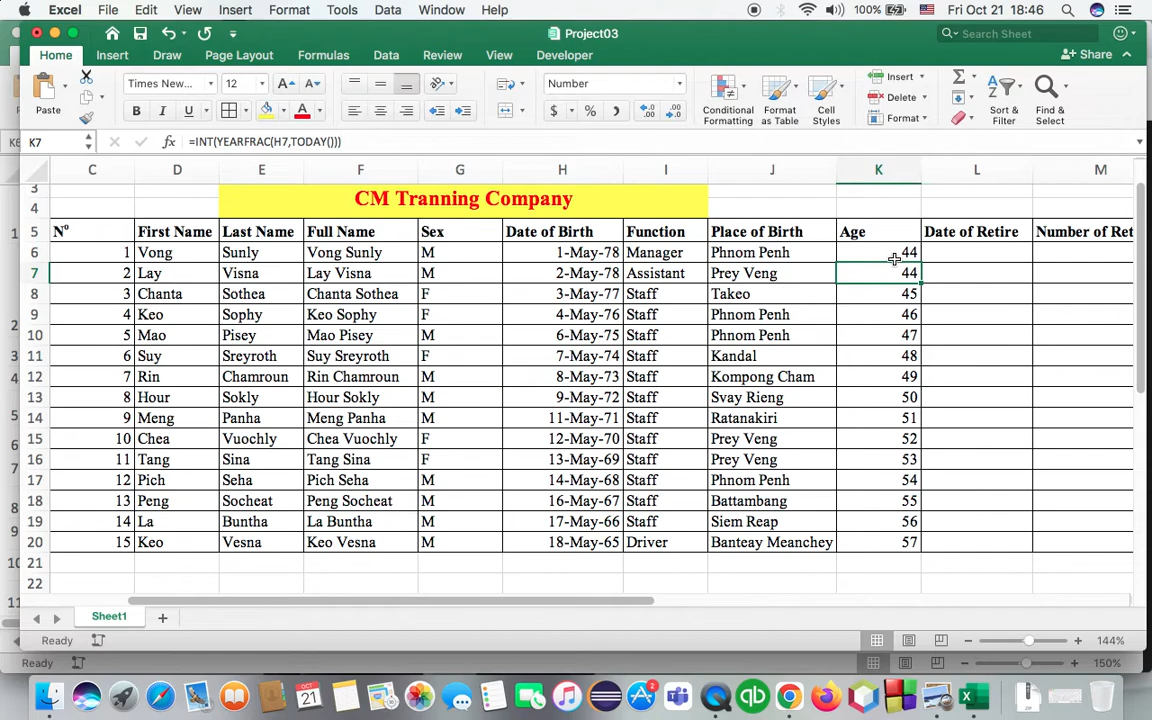 Excel File Edit View Insert Format Tools Data Window Help 100% Fri Oct 21 18:46
Project03 Search Sheet
Home Insert Draw Page Layout Formulas Data Review View Developer Share
Paste Times New... 12 Number Conditional Formatting Format as Table Cell Styles Insert Delete Format Sort & Filter Find & Select
B I U A $ %
K7 fx =INT(YEARFRAC(H7,TODAY()))
C D E F G H I J K L M
3
4 CM Tranning Company
5 Nº First Name Last Name Full Name Sex Date of Birth Function Place of Birth Age Date of Retire Number of Ret
6 1 Vong Sunly Vong Sunly M 1-May-78 Manager Phnom Penh 44
7 2 Lay Visna Lay Visna M 2-May-78 Assistant Prey Veng 44
8 3 Chanta Sothea Chanta Sothea F 3-May-77 Staff Takeo 45
9 4 Keo Sophy Keo Sophy F 4-May-76 Staff Phnom Penh 46
10 5 Mao Pisey Mao Pisey M 6-May-75 Staff Phnom Penh 47
11 6 Suy Sreyroth Suy Sreyroth F 7-May-74 Staff Kandal 48
12 7 Rin Chamroun Rin Chamroun M 8-May-73 Staff Kompong Cham 49
13 8 Hour Sokly Hour Sokly M 9-May-72 Staff Svay Rieng 50
14 9 Meng Panha Meng Panha M 11-May-71 Staff Ratanakiri 51
15 10 Chea Vuochly Chea Vuochly F 12-May-70 Staff Prey Veng 52
16 11 Tang Sina Tang Sina F 13-May-69 Staff Prey Veng 53
17 12 Pich Seha Pich Seha M 14-May-68 Staff Phnom Penh 54
18 13 Peng Socheat Peng Socheat M 16-May-67 Staff Battambang 55
19 14 La Buntha La Buntha M 17-May-66 Staff Siem Reap 56
20 15 Keo Vesna Keo Vesna M 18-May-65 Driver Banteay Meanchey 57
21
22
Sheet1
Ready 144%
Ready 150%
OCT 21 2